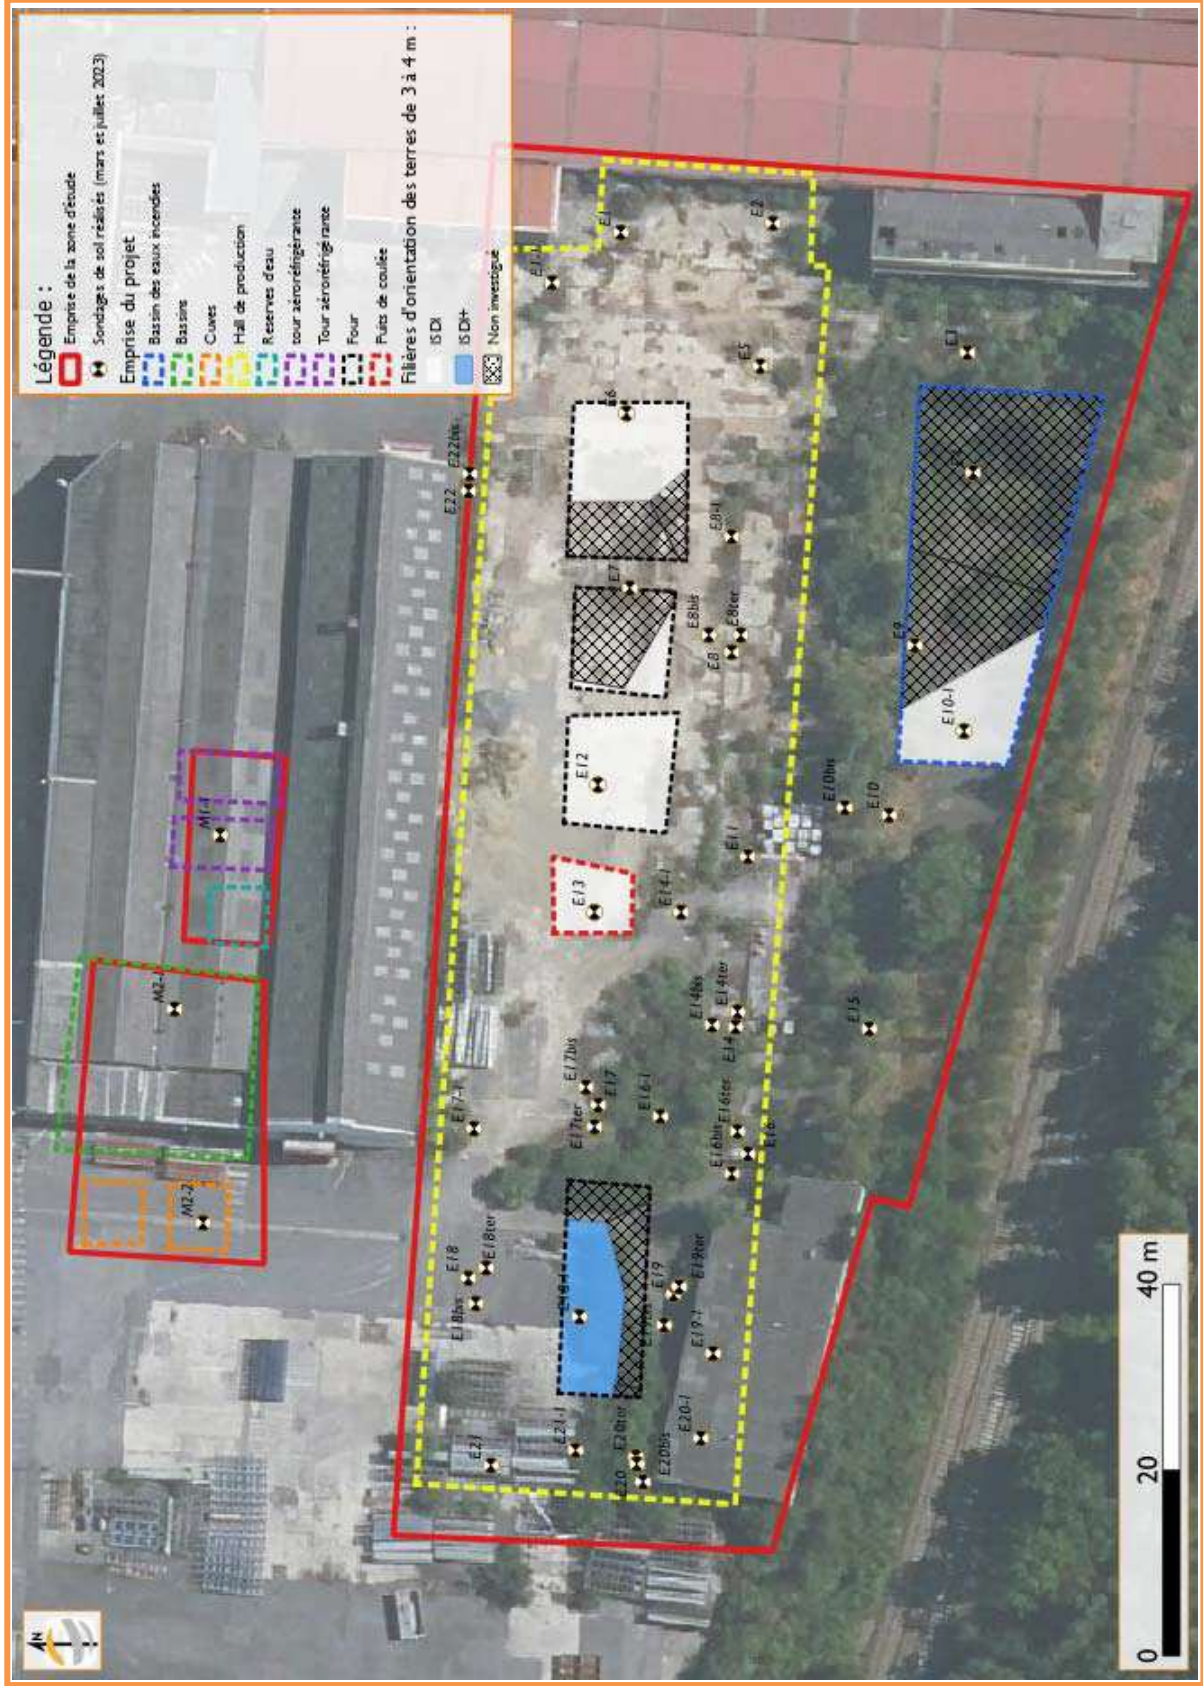 Légende :
Emprise de la zone d'étude
Sondages de sol réalisés (mars et juillet 2023)
Emprise du projet
Bassin des eaux incendies
Bassins
Cuves
Hall de production
Reserves d'eau
tour aéroréfrigérante
Tour aéroréfrigérante
Four
Puits de coulée
Filières d'orientation des terres de 3 à 4 m :
ISDI
ISDI+
Non investigué
N
M2-2
M2-1
M1-1
E18
E18bis
E18ter
E17-1
E22
E22bis
E21
E21-1
E17ter
E17bis
E17
E13
E12
E7
E6
E1-1
E1
E20
E20ter
E20bis
E20-1
E19
E19bis
E19ter
E19-1
E16-1
E16bis
E16ter
E16
E14bis
E14ter
E14
E14-1
E11
E8
E8bis
E8ter
E8-1
E5
E2
E15
E10bis
E10
E10-1
E9
E3
0
20
40 m